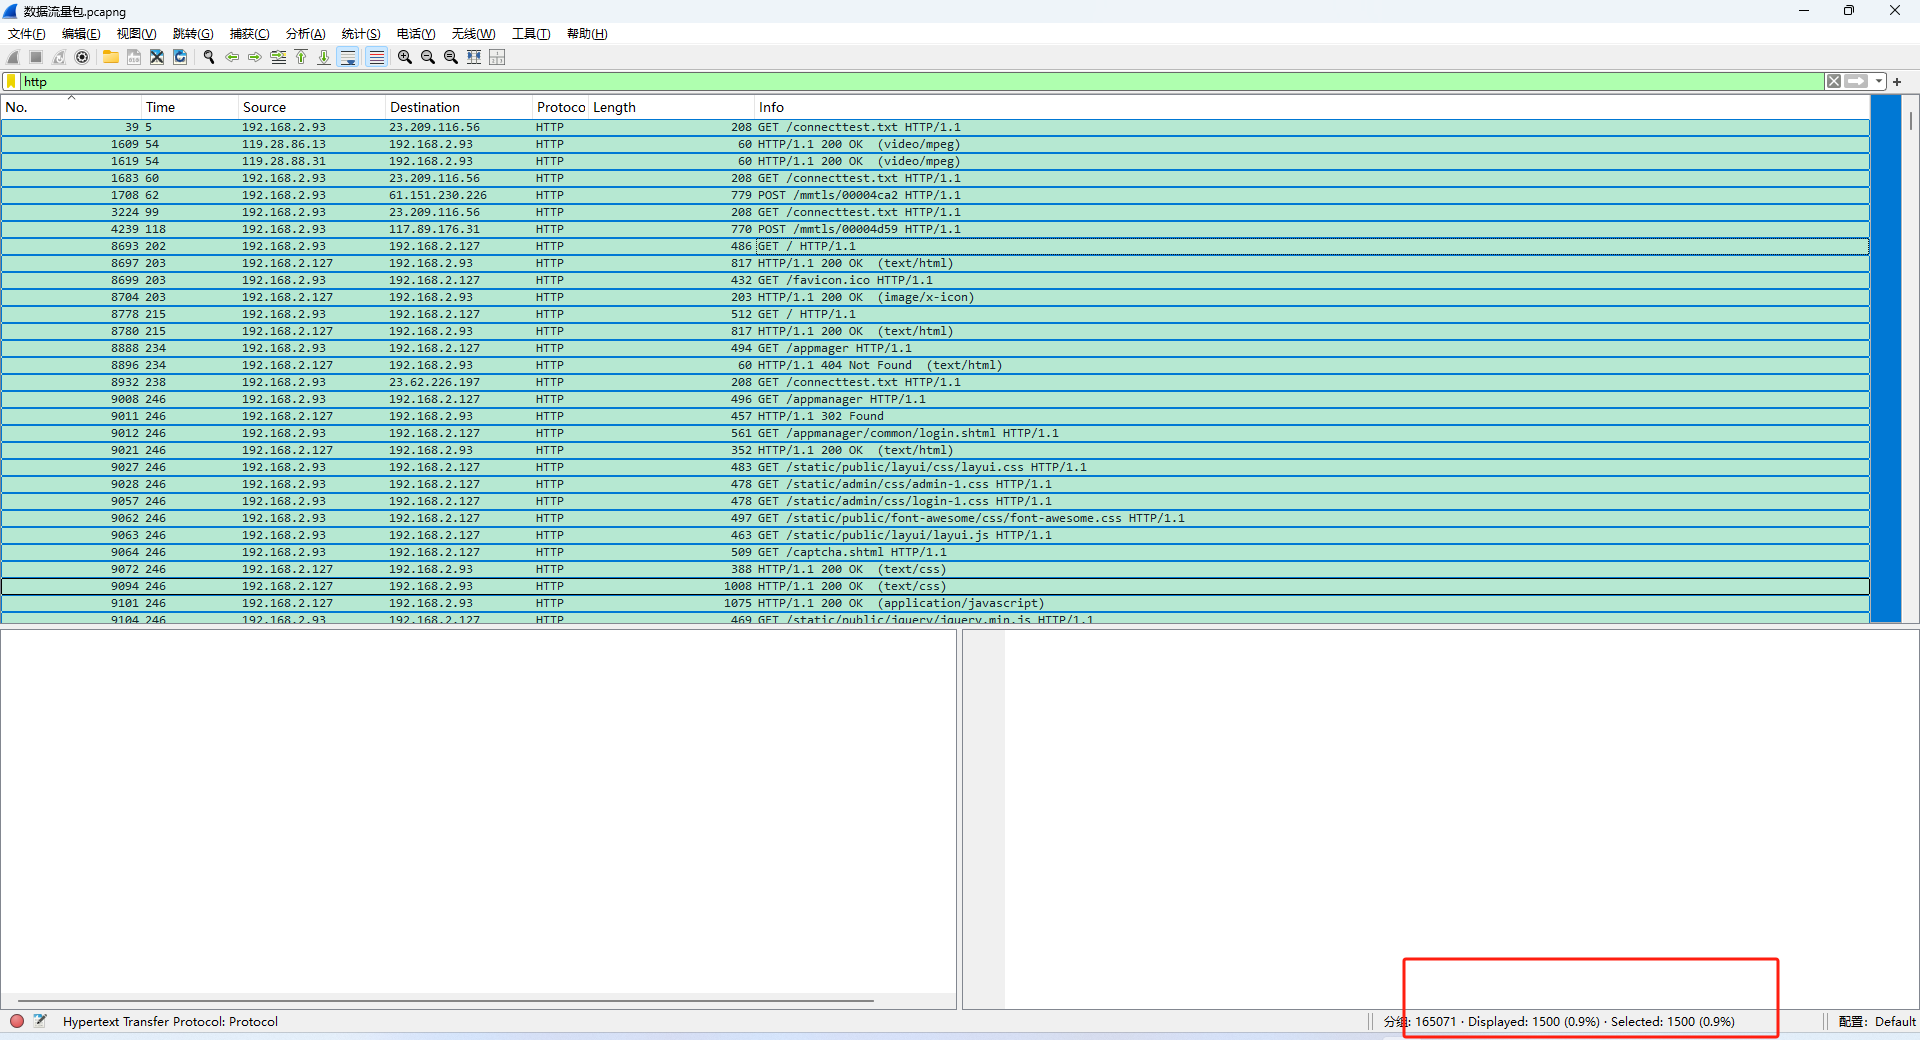 数据流量包.pcapng
文件(F) 编辑(E) 视图(V) 跳转(G) 捕获(C) 分析(A) 统计(S) 电话(Y) 无线(W) 工具(T) 帮助(H)
http
No. Time Source Destination Protoco Length Info
39 5 192.168.2.93 23.209.116.56 HTTP 208 GET /connecttest.txt HTTP/1.1
1609 54 119.28.86.13 192.168.2.93 HTTP 60 HTTP/1.1 200 OK (video/mpeg)
1619 54 119.28.88.31 192.168.2.93 HTTP 60 HTTP/1.1 200 OK (video/mpeg)
1683 60 192.168.2.93 23.209.116.56 HTTP 208 GET /connecttest.txt HTTP/1.1
1708 62 192.168.2.93 61.151.230.226 HTTP 779 POST /mmtls/00004ca2 HTTP/1.1
3224 99 192.168.2.93 23.209.116.56 HTTP 208 GET /connecttest.txt HTTP/1.1
4239 118 192.168.2.93 117.89.176.31 HTTP 770 POST /mmtls/00004d59 HTTP/1.1
8693 202 192.168.2.93 192.168.2.127 HTTP 486 GET / HTTP/1.1
8697 203 192.168.2.127 192.168.2.93 HTTP 817 HTTP/1.1 200 OK (text/html)
8699 203 192.168.2.93 192.168.2.127 HTTP 432 GET /favicon.ico HTTP/1.1
8704 203 192.168.2.127 192.168.2.93 HTTP 203 HTTP/1.1 200 OK (image/x-icon)
8778 215 192.168.2.93 192.168.2.127 HTTP 512 GET / HTTP/1.1
8780 215 192.168.2.127 192.168.2.93 HTTP 817 HTTP/1.1 200 OK (text/html)
8888 234 192.168.2.93 192.168.2.127 HTTP 494 GET /appmager HTTP/1.1
8896 234 192.168.2.127 192.168.2.93 HTTP 60 HTTP/1.1 404 Not Found (text/html)
8932 238 192.168.2.93 23.62.226.197 HTTP 208 GET /connecttest.txt HTTP/1.1
9008 246 192.168.2.93 192.168.2.127 HTTP 496 GET /appmanager HTTP/1.1
9011 246 192.168.2.127 192.168.2.93 HTTP 457 HTTP/1.1 302 Found
9012 246 192.168.2.93 192.168.2.127 HTTP 561 GET /appmanager/common/login.shtml HTTP/1.1
9021 246 192.168.2.127 192.168.2.93 HTTP 352 HTTP/1.1 200 OK (text/html)
9027 246 192.168.2.93 192.168.2.127 HTTP 483 GET /static/public/layui/css/layui.css HTTP/1.1
9028 246 192.168.2.93 192.168.2.127 HTTP 478 GET /static/admin/css/admin-1.css HTTP/1.1
9057 246 192.168.2.93 192.168.2.127 HTTP 478 GET /static/admin/css/login-1.css HTTP/1.1
9062 246 192.168.2.93 192.168.2.127 HTTP 497 GET /static/public/font-awesome/css/font-awesome.css HTTP/1.1
9063 246 192.168.2.93 192.168.2.127 HTTP 463 GET /static/public/layui/layui.js HTTP/1.1
9064 246 192.168.2.93 192.168.2.127 HTTP 509 GET /captcha.shtml HTTP/1.1
9072 246 192.168.2.127 192.168.2.93 HTTP 388 HTTP/1.1 200 OK (text/css)
9094 246 192.168.2.127 192.168.2.93 HTTP 1008 HTTP/1.1 200 OK (text/css)
9101 246 192.168.2.127 192.168.2.93 HTTP 1075 HTTP/1.1 200 OK (application/javascript)
9104 246 192.168.2.93 192.168.2.127 HTTP 469 GET /static/public/jquery/jquery.min.js HTTP/1.1
Hypertext Transfer Protocol: Protocol 分组: 165071 · Displayed: 1500 (0.9%) · Selected: 1500 (0.9%) 配置: Default